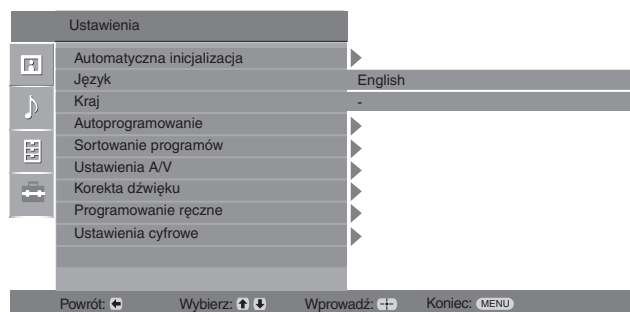 Ustawienia
Automatyczna inicjalizacja
Język English
Kraj -
Autoprogramowanie
Sortowanie programów
Ustawienia A/V
Korekta dźwięku
Programowanie ręczne
Ustawienia cyfrowe
Powrót: Wybierz: Wprowadź: Koniec: MENU